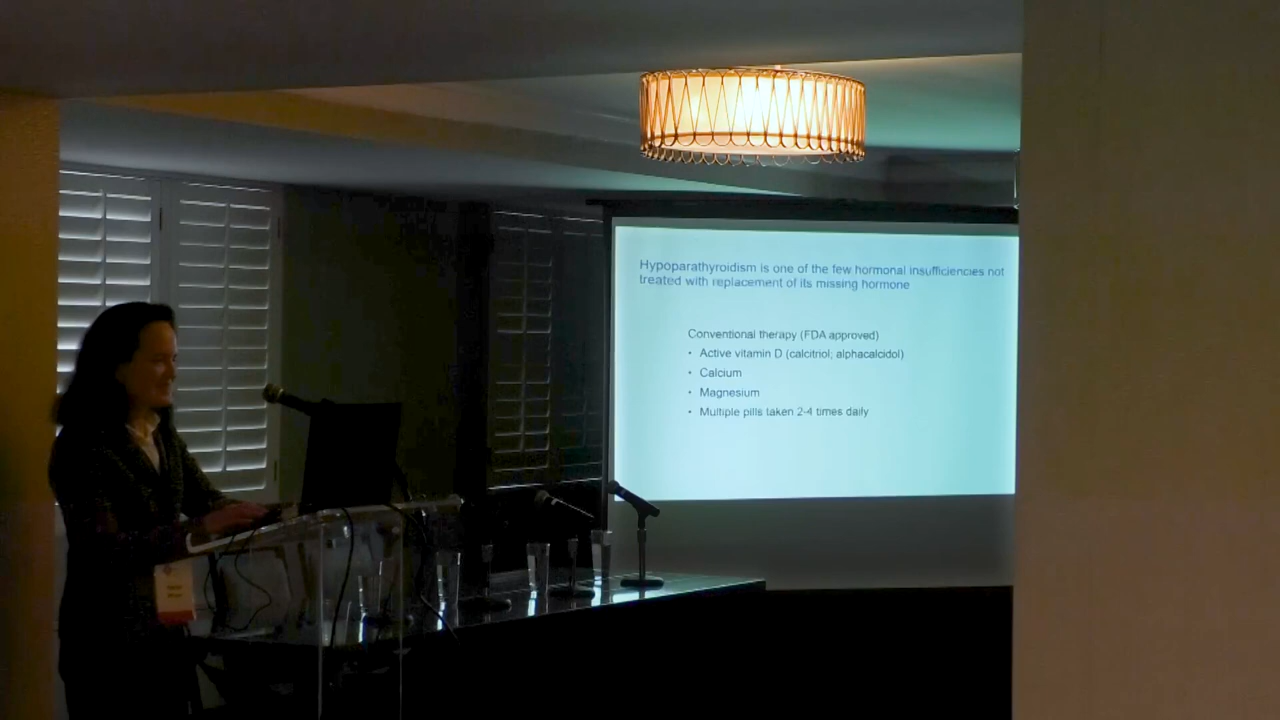 Hypoparathyroidism is one of the few hormonal insufficiencies not
treated with replacement of its missing hormone
Conventional therapy (FDA approved)
• Active vitamin D (calcitriol; alphacalcidol)
• Calcium
• Magnesium
• Multiple pills taken 2-4 times daily